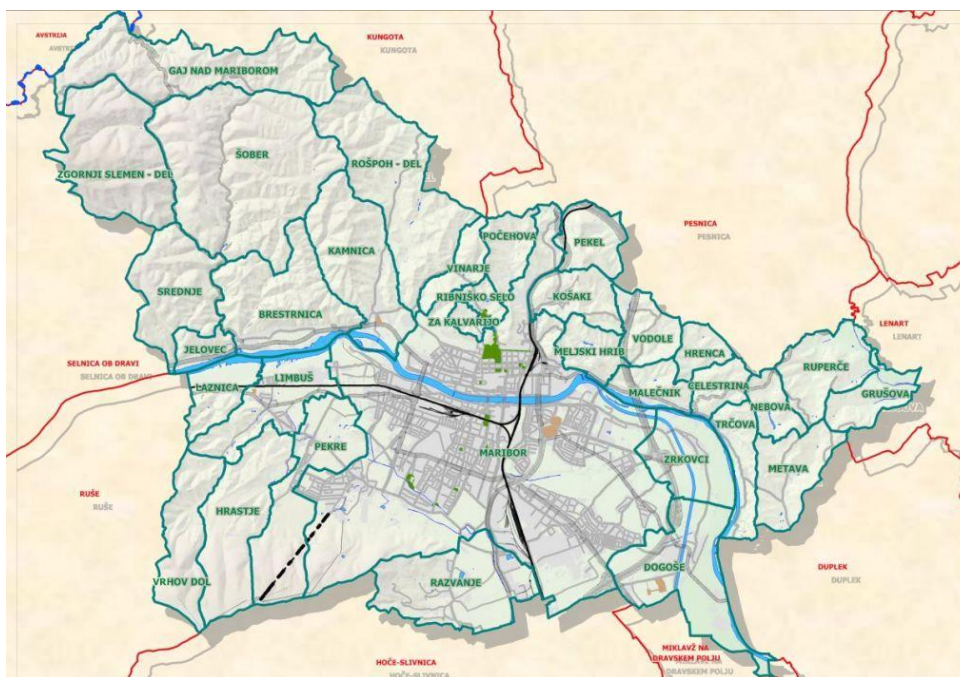 AVSTRIJA
KUNGOTA
KUNGOTA
GAJ NAD MARIBOROM
ŠOBER
ROŠPOH - DEL
ZGORNJI SLEMEN - DEL
PESNICA
PESNICA
POČEHOVA
PEKEL
KAMNICA
VINARJE
SREDNJE
RIBNIŠKO SELO
KOŠAKI
BRESTRNICA
ZA KALVARIJO
LENART
LENART
VODOLE
JELOVEC
MELJSKI HRIB
HRENCA
SELNICA OB DRAVI
SELNICA OB DRAVI
RUPERČE
LIMBUŠ
LAZNICA
CELESTRINA
MALEČNIK
GRUŠOVA
NEBOVA
TRČOVA
PEKRE
MARIBOR
ZRKOVCI
METAVA
RUŠE
RUŠE
HRASTJE
DOGOŠE
DUPLEK
DUPLEK
VRHOV DOL
RAZVANJE
MIKLAVŽ NA
DRAVSKEM POLJU
DRAVSKEM POLJU
HOČE-SLIVNICA
HOČE-SLIVNICA